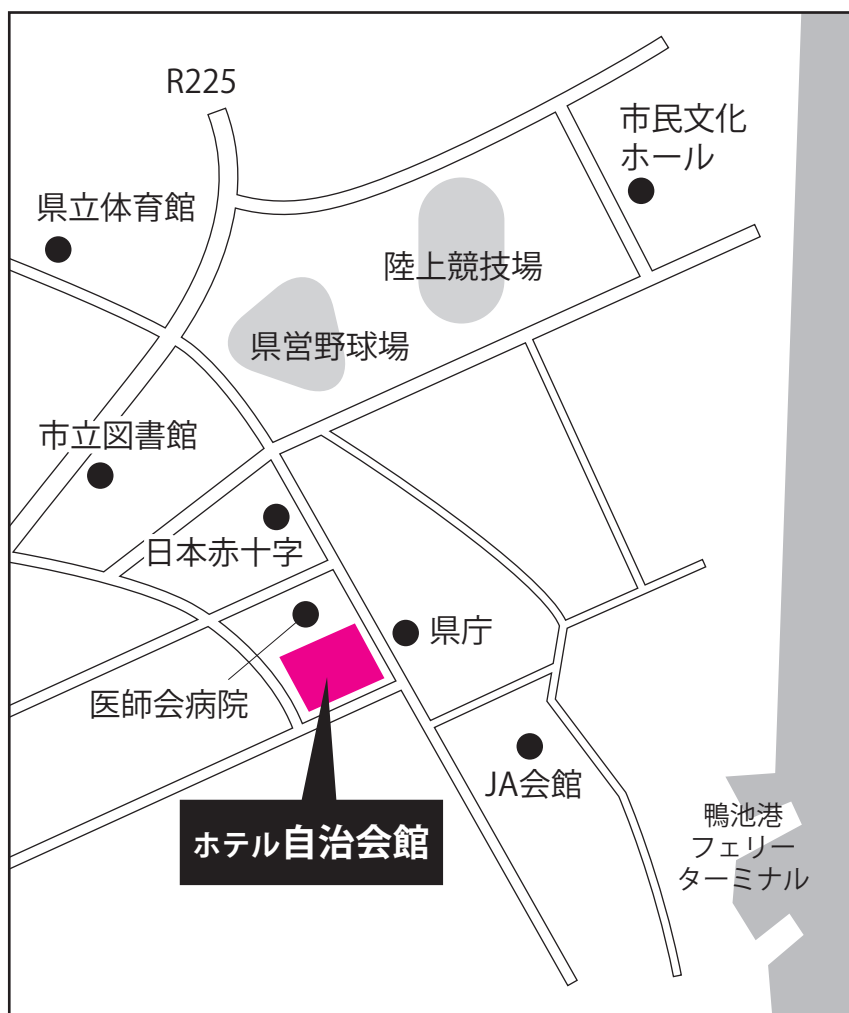 R225
市民文化
ホール
県立体育館
陸上競技場
県営野球場
市立図書館
日本赤十字
県庁
医師会病院
JA会館
鴨池港
フェリー
ターミナル
ホテル自治会館